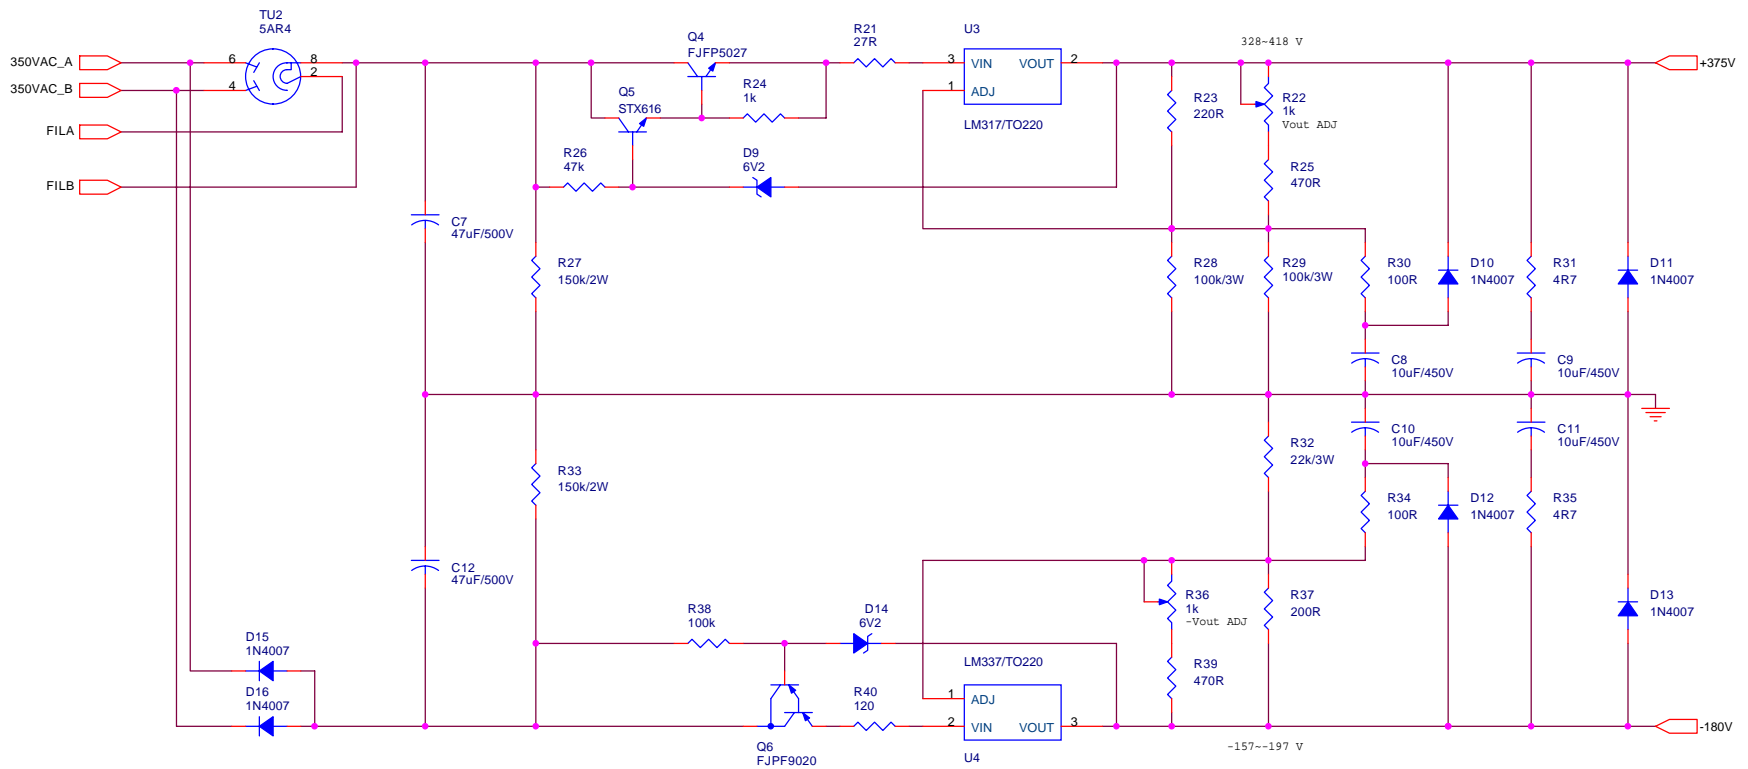 TU2
5AR4
350VAC_A
6
8
2
350VAC_B
4
FILA
FILB
Q4
FJFP5027
R24
1k
Q5
STX616
R26
47k
D9
6V2
R21
27R
U3
3
VIN
VOUT
2
1
ADJ
LM317/TO220
328~418 V
+375V
R23
220R
R22
1k
Vout ADJ
R25
470R
C7
47uF/500V
R27
150k/2W
R28
100k/3W
R29
100k/3W
R30
100R
D10
1N4007
R31
4R7
D11
1N4007
C8
10uF/450V
C9
10uF/450V
C10
10uF/450V
C11
10uF/450V
R32
22k/3W
R33
150k/2W
R34
100R
D12
1N4007
R35
4R7
C12
47uF/500V
R36
1k
-Vout ADJ
R37
200R
D13
1N4007
R38
100k
D14
6V2
D15
1N4007
D16
1N4007
LM337/TO220
R39
470R
R40
120
1
ADJ
2
VIN
VOUT
3
-180V
Q6
FJPF9020
U4
-157~-197 V